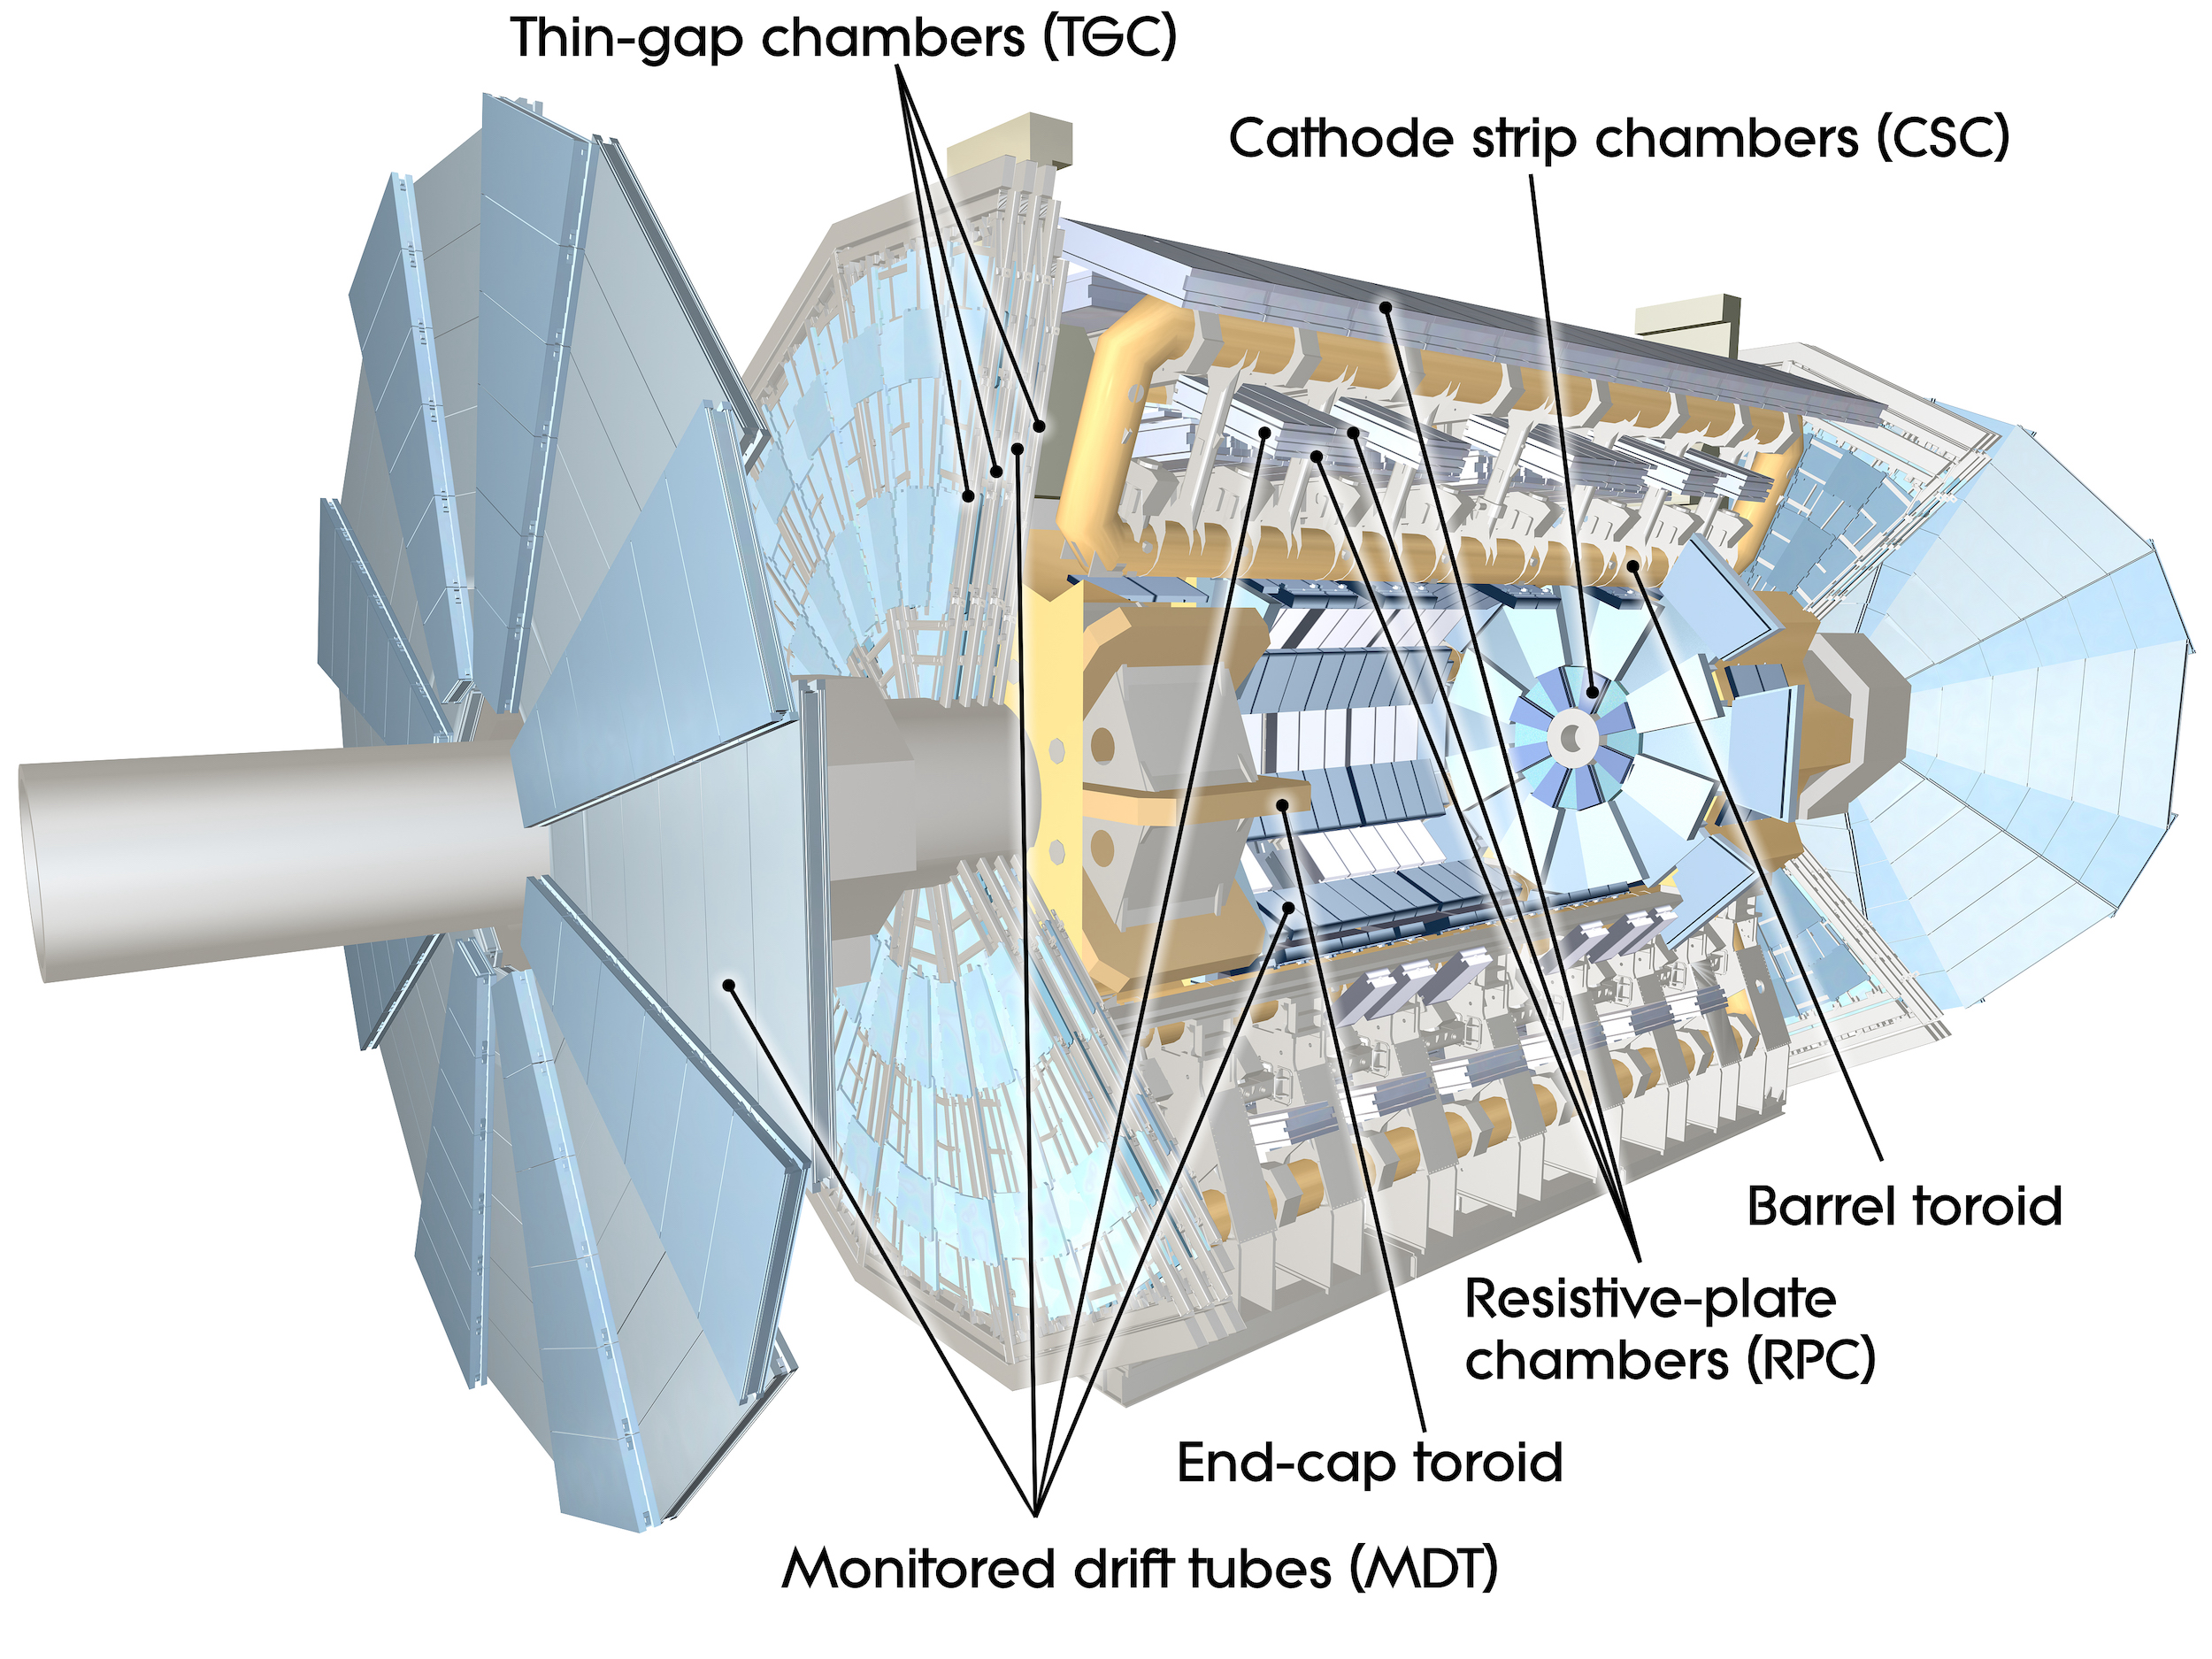 Thin-gap chambers (TGC)
Cathode strip chambers (CSC)
Barrel toroid
Resistive-plate
chambers (RPC)
End-cap toroid
Monitored drift tubes (MDT)